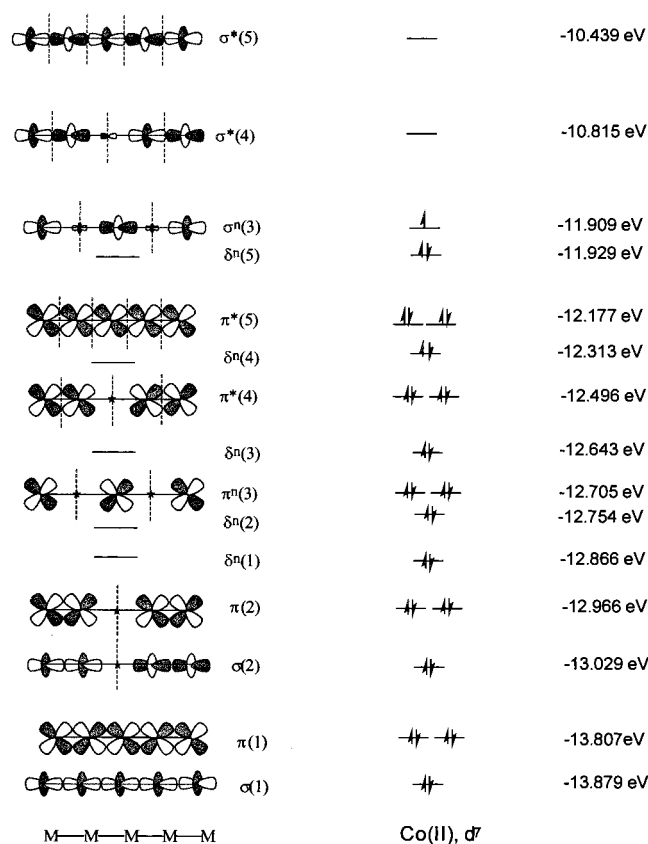 σ*(5) -10.439 eV
σ*(4) -10.815 eV
σⁿ(3) -11.909 eV
δⁿ(5) -11.929 eV
π*(5) -12.177 eV
δⁿ(4) -12.313 eV
π*(4) -12.496 eV
δⁿ(3) -12.643 eV
πⁿ(3) -12.705 eV
δⁿ(2) -12.754 eV
δⁿ(1) -12.866 eV
π(2) -12.966 eV
σ(2) -13.029 eV
π(1) -13.807eV
σ(1) -13.879 eV
M—M—M—M—M Co(II), d⁷